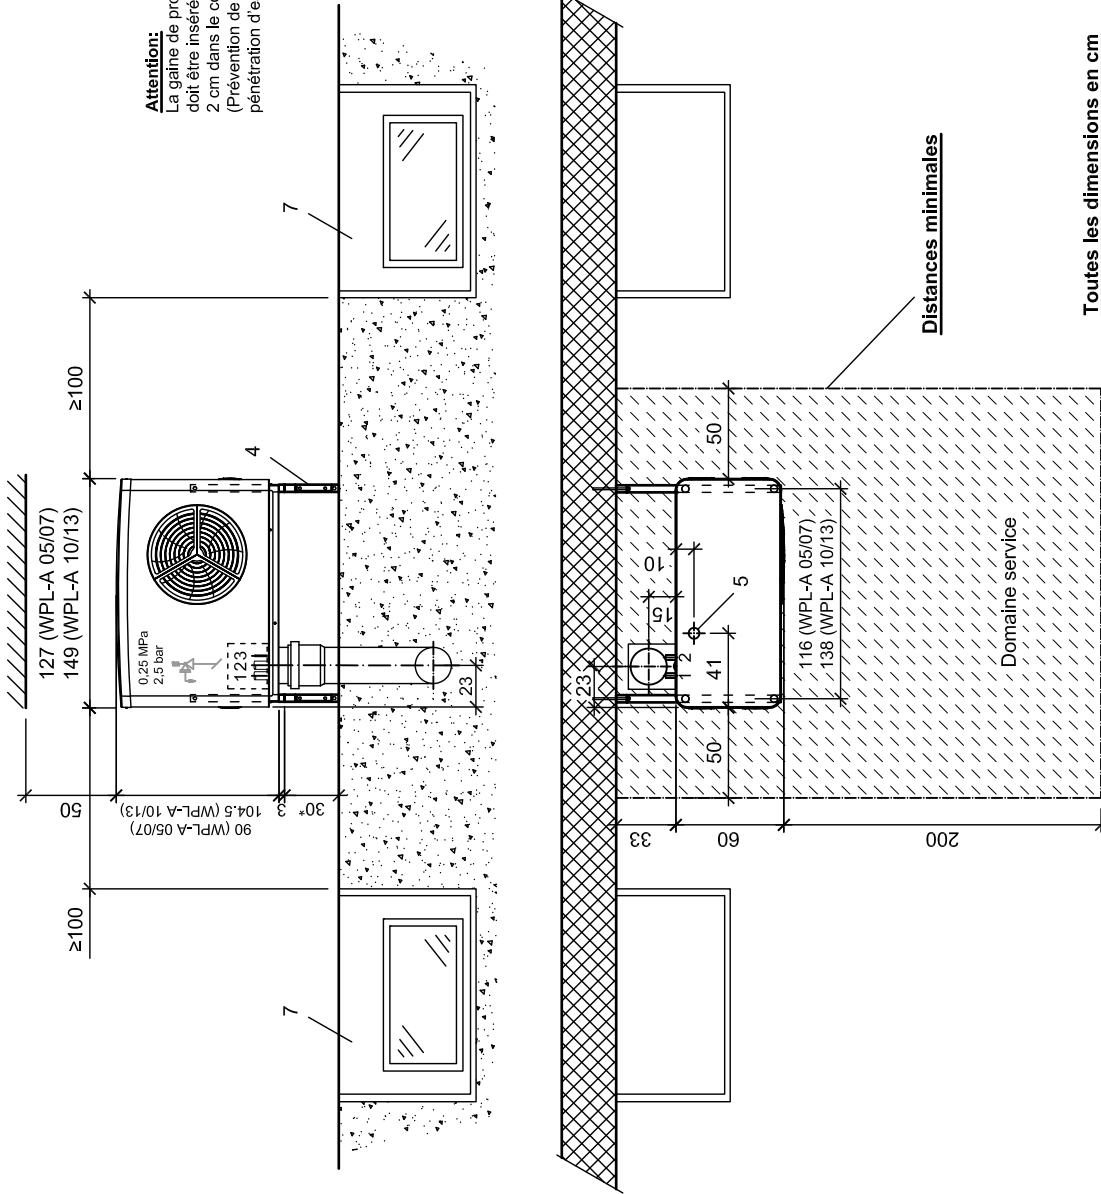 Attention:
La gaine de pro
doit être inséré
2 cm dans le co
(Prévention de
pénétration d'e
≥100
127 (WPL-A 05/07)
149 (WPL-A 10/13)
≥100
50
90 (WPL-A 05/07)
104.5 (WPL-A 10/13)
3
30*
0,25 MPa
2,5 bar
123
4
7
7
23
23
15
10
1 2
5
41
50
50
116 (WPL-A 05/07)
138 (WPL-A 10/13)
33
60
200
Domaine service
Distances minimales
Toutes les dimensions en cm